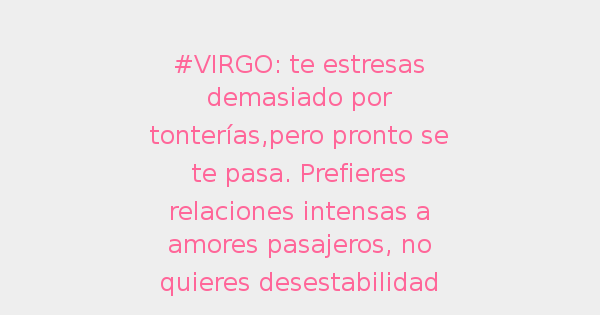 #VIRGO: te estresas
demasiado por
tonterías,pero pronto se
te pasa. Prefieres
relaciones intensas a
amores pasajeros, no
quieres desestabilidad